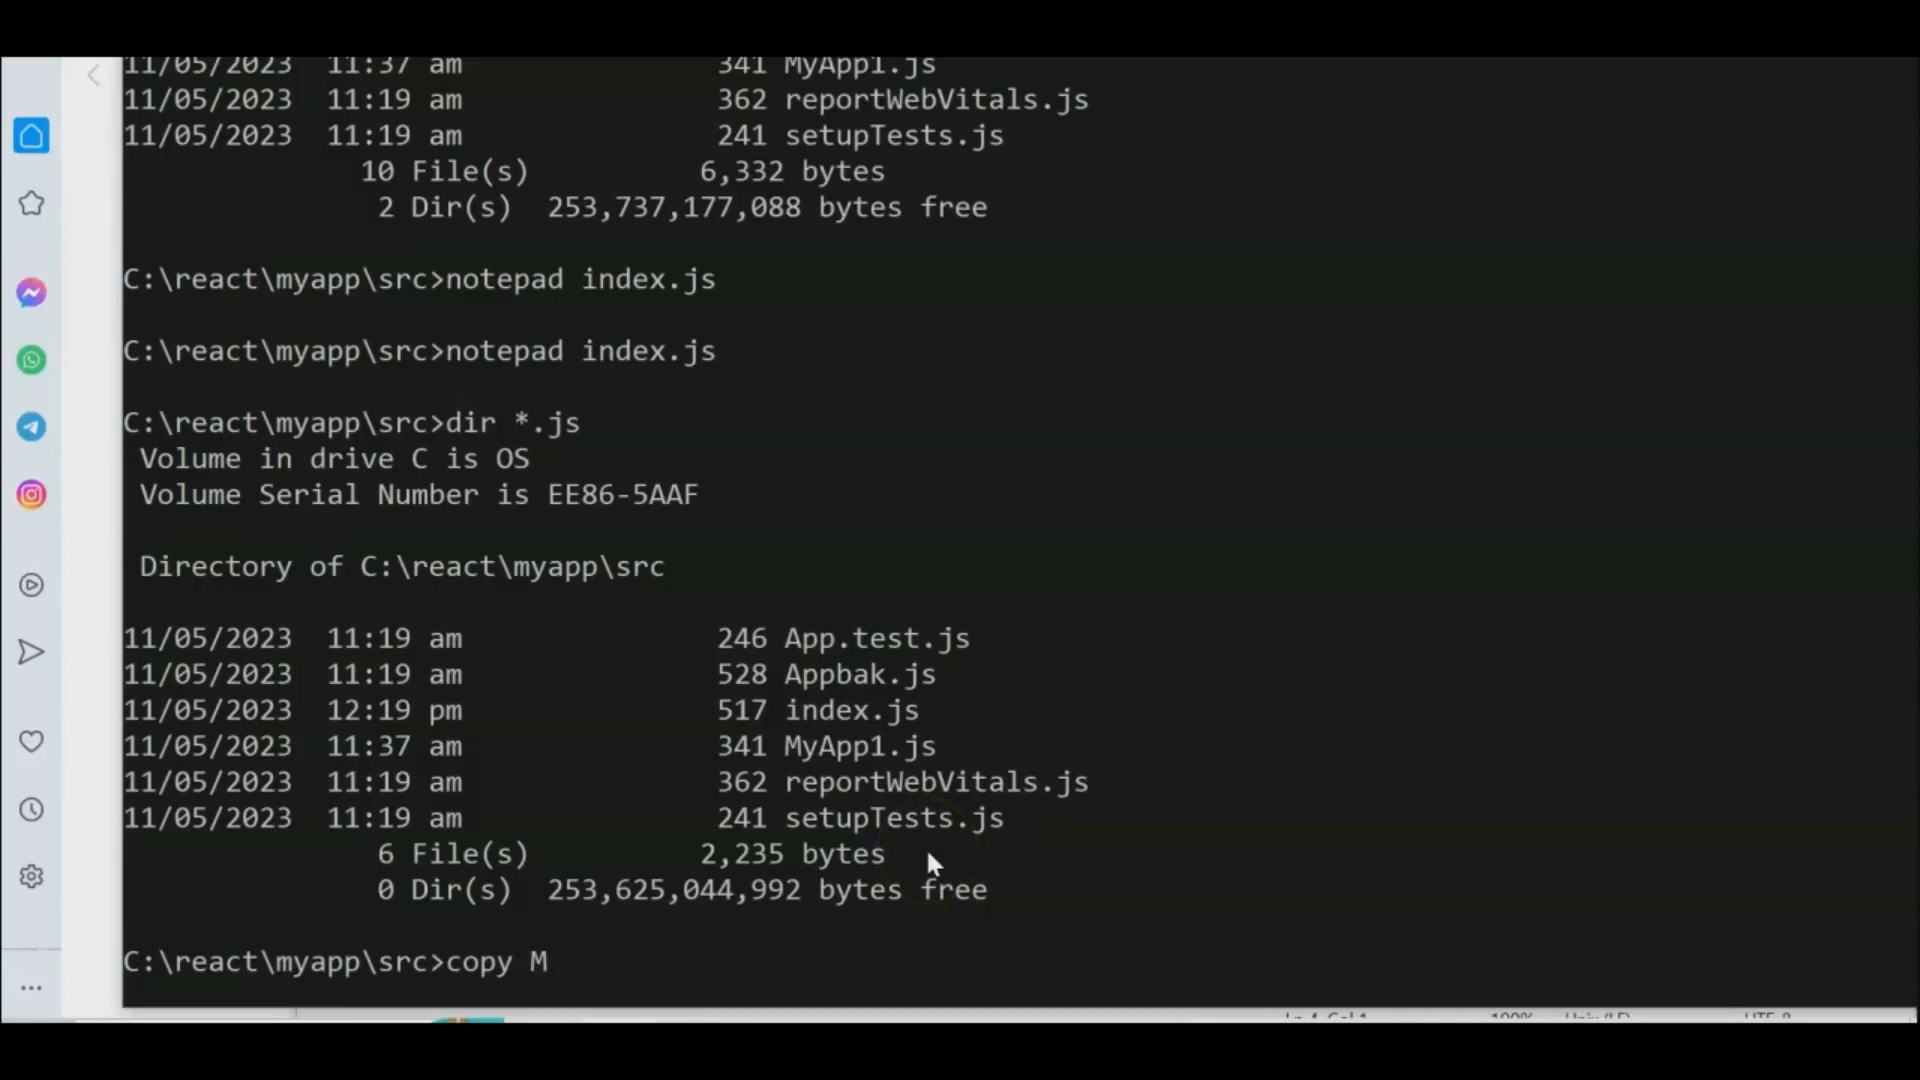 11/05/2023  11:37 am               341 MyApp1.js
11/05/2023  11:19 am               362 reportWebVitals.js
11/05/2023  11:19 am               241 setupTests.js
              10 File(s)          6,332 bytes
               2 Dir(s)  253,737,177,088 bytes free
C:\react\myapp\src>notepad index.js
C:\react\myapp\src>notepad index.js
C:\react\myapp\src>dir *.js
 Volume in drive C is OS
 Volume Serial Number is EE86-5AAF
 Directory of C:\react\myapp\src
11/05/2023  11:19 am               246 App.test.js
11/05/2023  11:19 am               528 Appbak.js
11/05/2023  12:19 pm               517 index.js
11/05/2023  11:37 am               341 MyApp1.js
11/05/2023  11:19 am               362 reportWebVitals.js
11/05/2023  11:19 am               241 setupTests.js
               6 File(s)          2,235 bytes
               0 Dir(s)  253,625,044,992 bytes free
C:\react\myapp\src>copy M